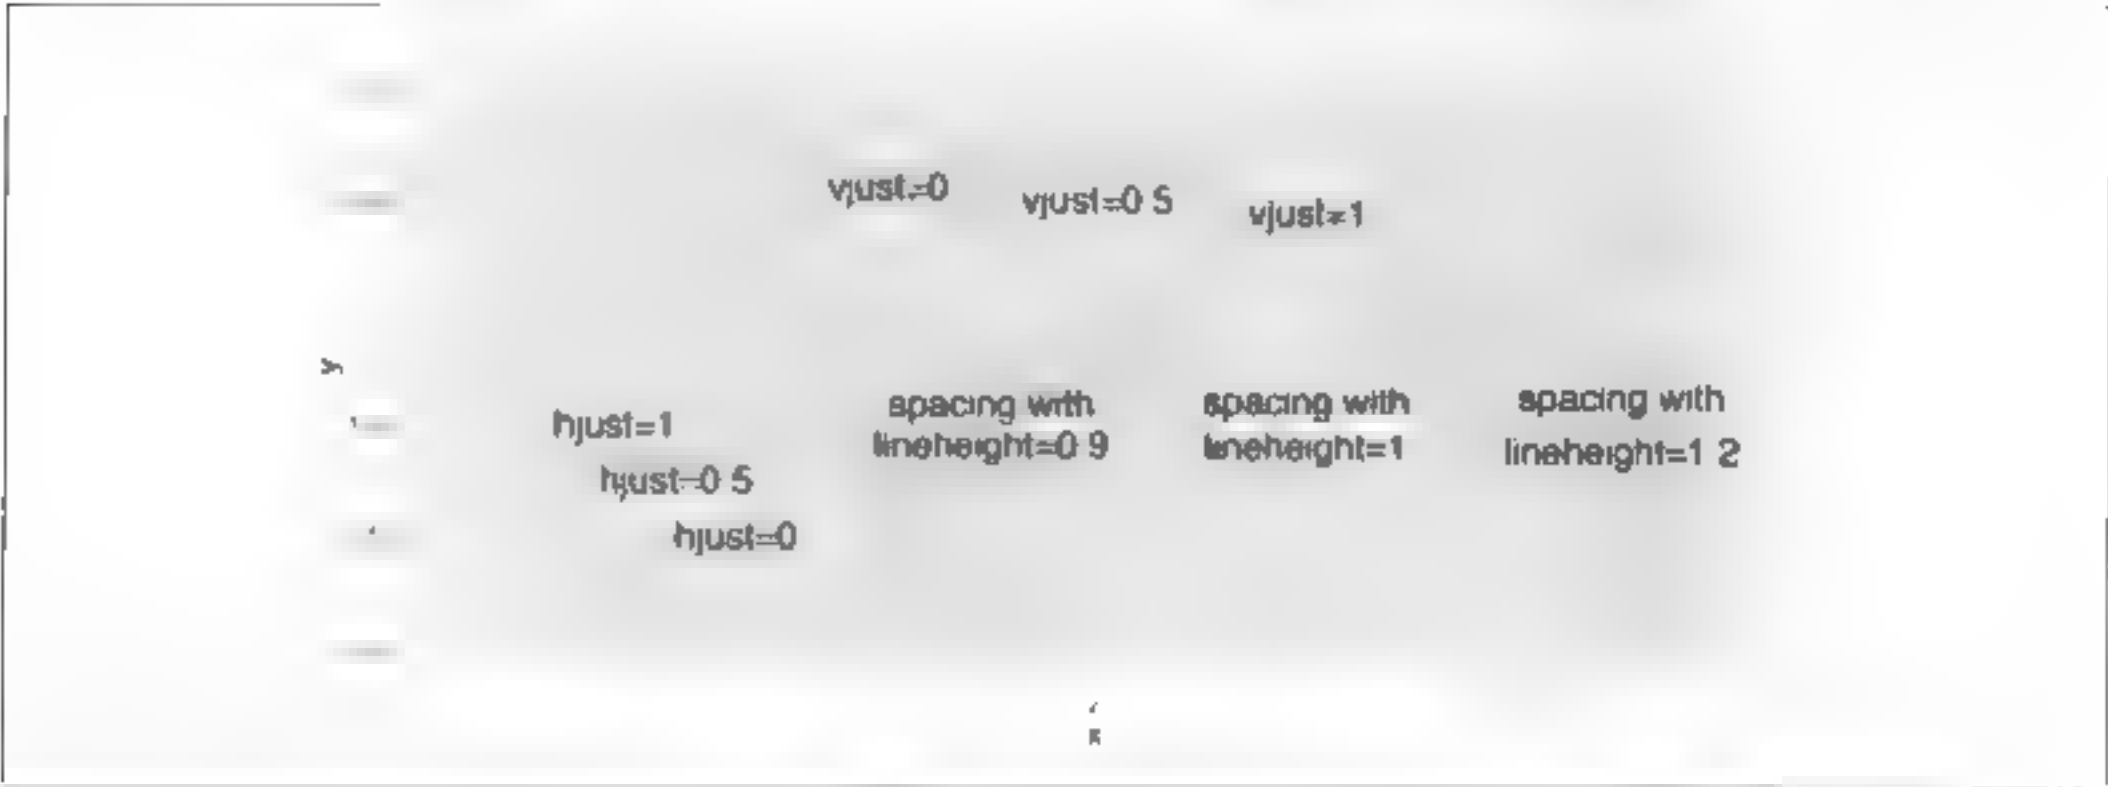 vjust=0
vjust=0.5
vjust=1
y
hjust=1
hjust=0.5
hjust=0
spacing with
lineheight=0.9
spacing with
lineheight=1
spacing with
lineheight=1.2